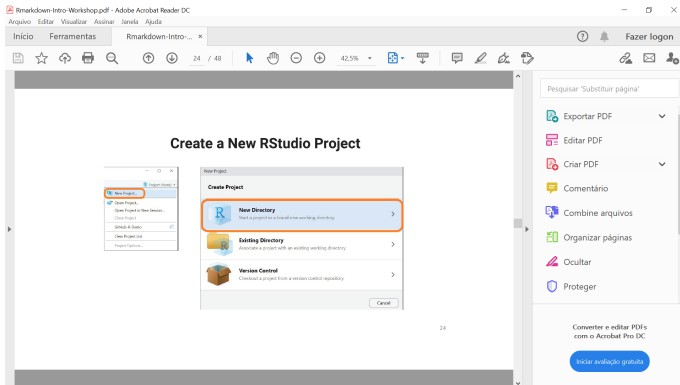 Rmarkdown-Intro-Workshop.pdf - Adobe Acrobat Reader DC
Arquivo Editar Visualizar Assinar Janela Ajuda
Início Ferramentas Rmarkdown-Intro-... × Fazer logon
24 / 48 42,5%
Pesquisar 'Substituir página'
Exportar PDF
Editar PDF
Criar PDF
Comentário
Combine arquivos
Organizar páginas
Ocultar
Proteger
Converter e editar PDFs
com o Acrobat Pro DC
Iniciar avaliação gratuita
Create a New RStudio Project
Project: (None)
New Project...
Open Project...
Open Project in New Session...
Close Project
GitHub-R-Demo
Clear Project List
Project Options...
New Project
Create Project
New Directory
Start a project in a brand new working directory
Existing Directory
Associate a project with an existing working directory
Version Control
Checkout a project from a version control repository
Cancel
24